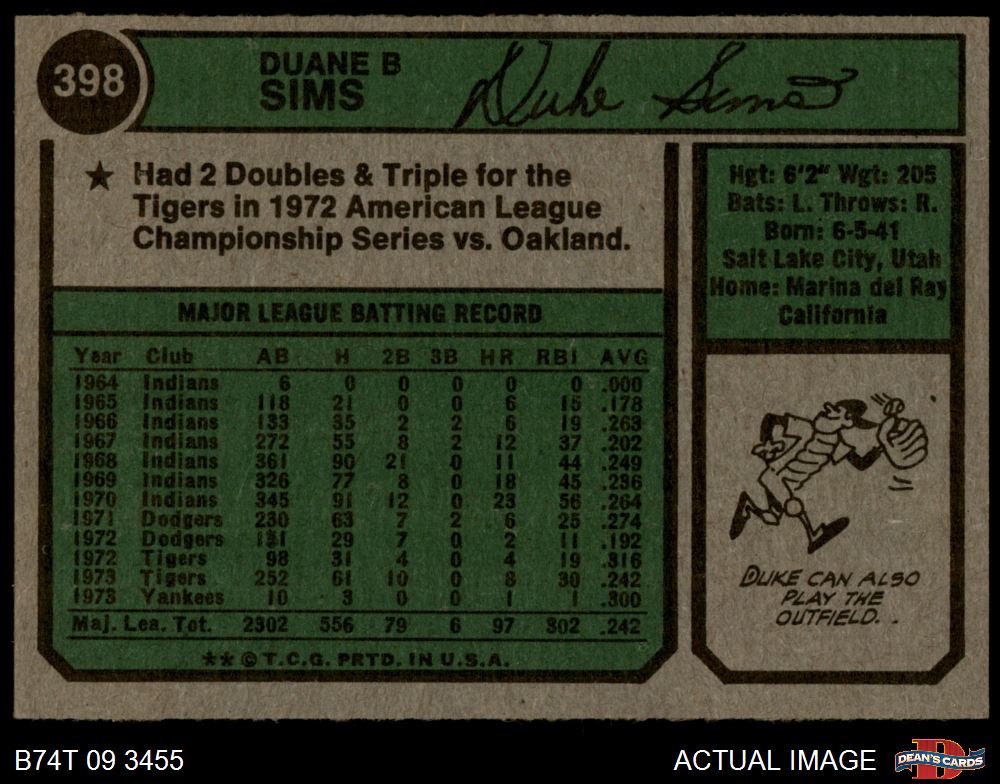 398
DUANE B
SIMS
Duke Sims
★ Had 2 Doubles & Triple for the
Tigers in 1972 American League
Championship Series vs. Oakland.
Hgt: 6'2" Wgt: 205
Bats: L. Throws: R.
Born: 6-5-41
Salt Lake City, Utah
Home: Marina del Ray
California
MAJOR LEAGUE BATTING RECORD
Year Club AB H 2B 3B HR RBI AVG
1964 Indians 6 0 0 0 0 0 .000
1965 Indians 118 21 0 0 6 15 .178
1966 Indians 133 35 2 2 6 19 .263
1967 Indians 272 55 8 2 12 37 .202
1968 Indians 361 90 21 0 11 44 .249
1969 Indians 326 77 8 0 18 45 .236
1970 Indians 345 91 12 0 23 56 .264
1971 Dodgers 230 63 7 2 6 25 .274
1972 Dodgers 151 29 7 0 2 11 .192
1972 Tigers 98 31 4 0 4 19 .316
1973 Tigers 252 61 10 0 8 30 .242
1973 Yankees 10 3 0 0 1 1 .300
Maj. Lea. Tot. 2302 556 79 6 97 302 .242
**©T.C.G. PRTD. IN U.S.A.
DUKE CAN ALSO
PLAY THE
OUTFIELD. .
B74T 09 3455
ACTUAL IMAGE
DEAN'S CARDS